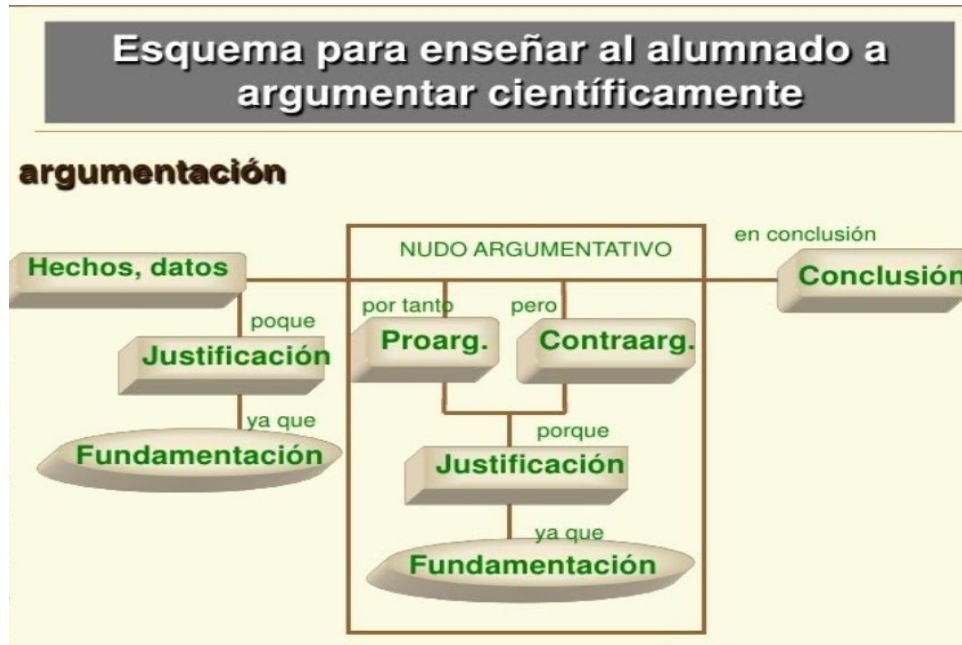 Esquema para enseñar al alumnado a
argumentar científicamente
argumentación
Hechos, datos
poque
Justificación
ya que
Fundamentación
NUDO ARGUMENTATIVO
por tanto
Proarg.
pero
Contraarg.
porque
Justificación
ya que
Fundamentación
en conclusión
Conclusión